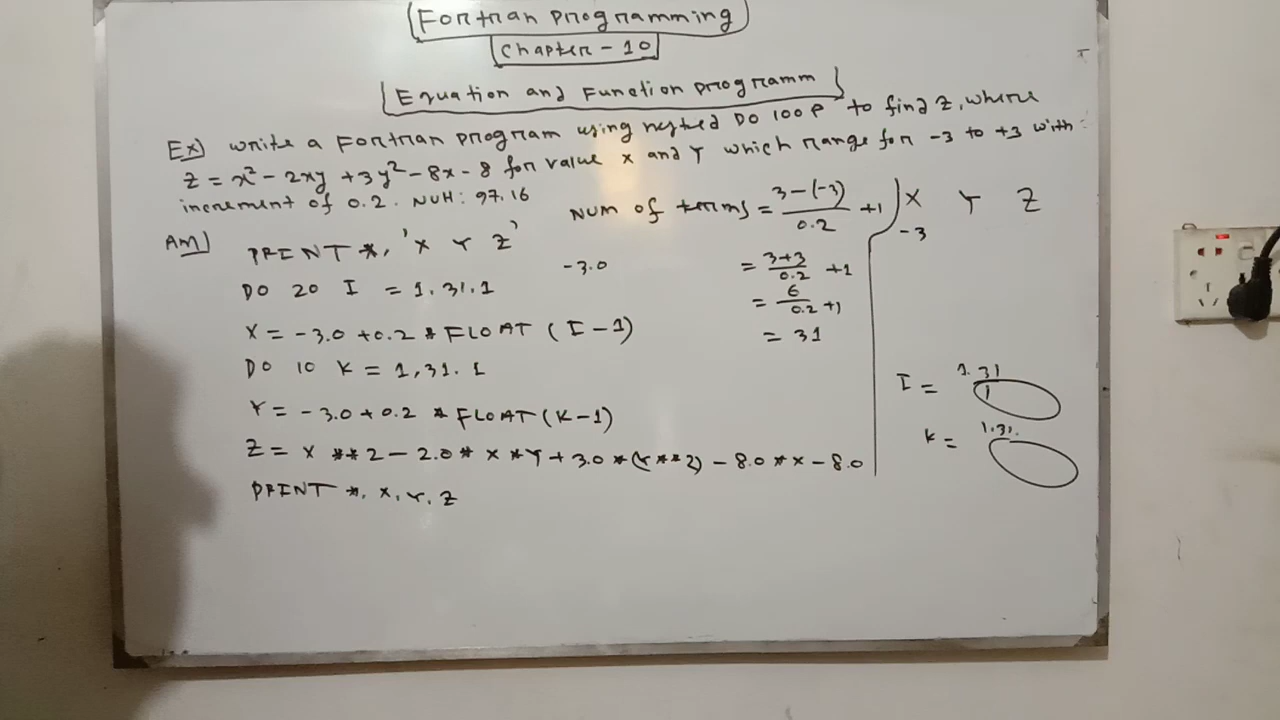 Fortran programming
Chapter - 10
Equation and Function programm
Ex) write a Fortran program using nested DO loop to find z, where
z = x² - 2xy + 3y² - 8x - 8 for value x and Y which range for -3 to +3 with
increment of 0.2. NUH: 97.16
Num of terms = 3-(-3) / 0.2 + 1
= 3+3 / 0.2 + 1
= 6 / 0.2 + 1
= 31
Ans)
PRINT *, 'X Y Z'
DO 20 I = 1.31.1
X = -3.0 + 0.2 * FLOAT (I - 1)
DO 10 K = 1,31.1
Y = -3.0 + 0.2 * FLOAT (K-1)
Z = X **2 - 2.0 * X * Y + 3.0 * (Y**2) - 8.0 * X - 8.0
PRINT *, X, Y, Z
-3.0
X Y Z
-3
I = 1.31
1
K = 1.31.